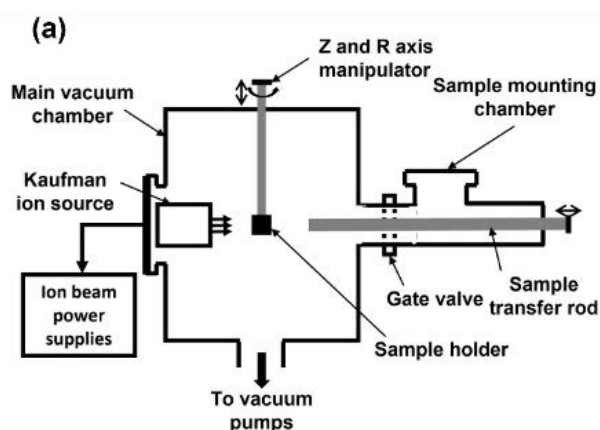 (a)
Z and R axis
manipulator
Main vacuum
chamber
Sample mounting
chamber
Kaufman
ion source
Ion beam
power
supplies
Gate valve
Sample
transfer rod
Sample holder
To vacuum
pumps